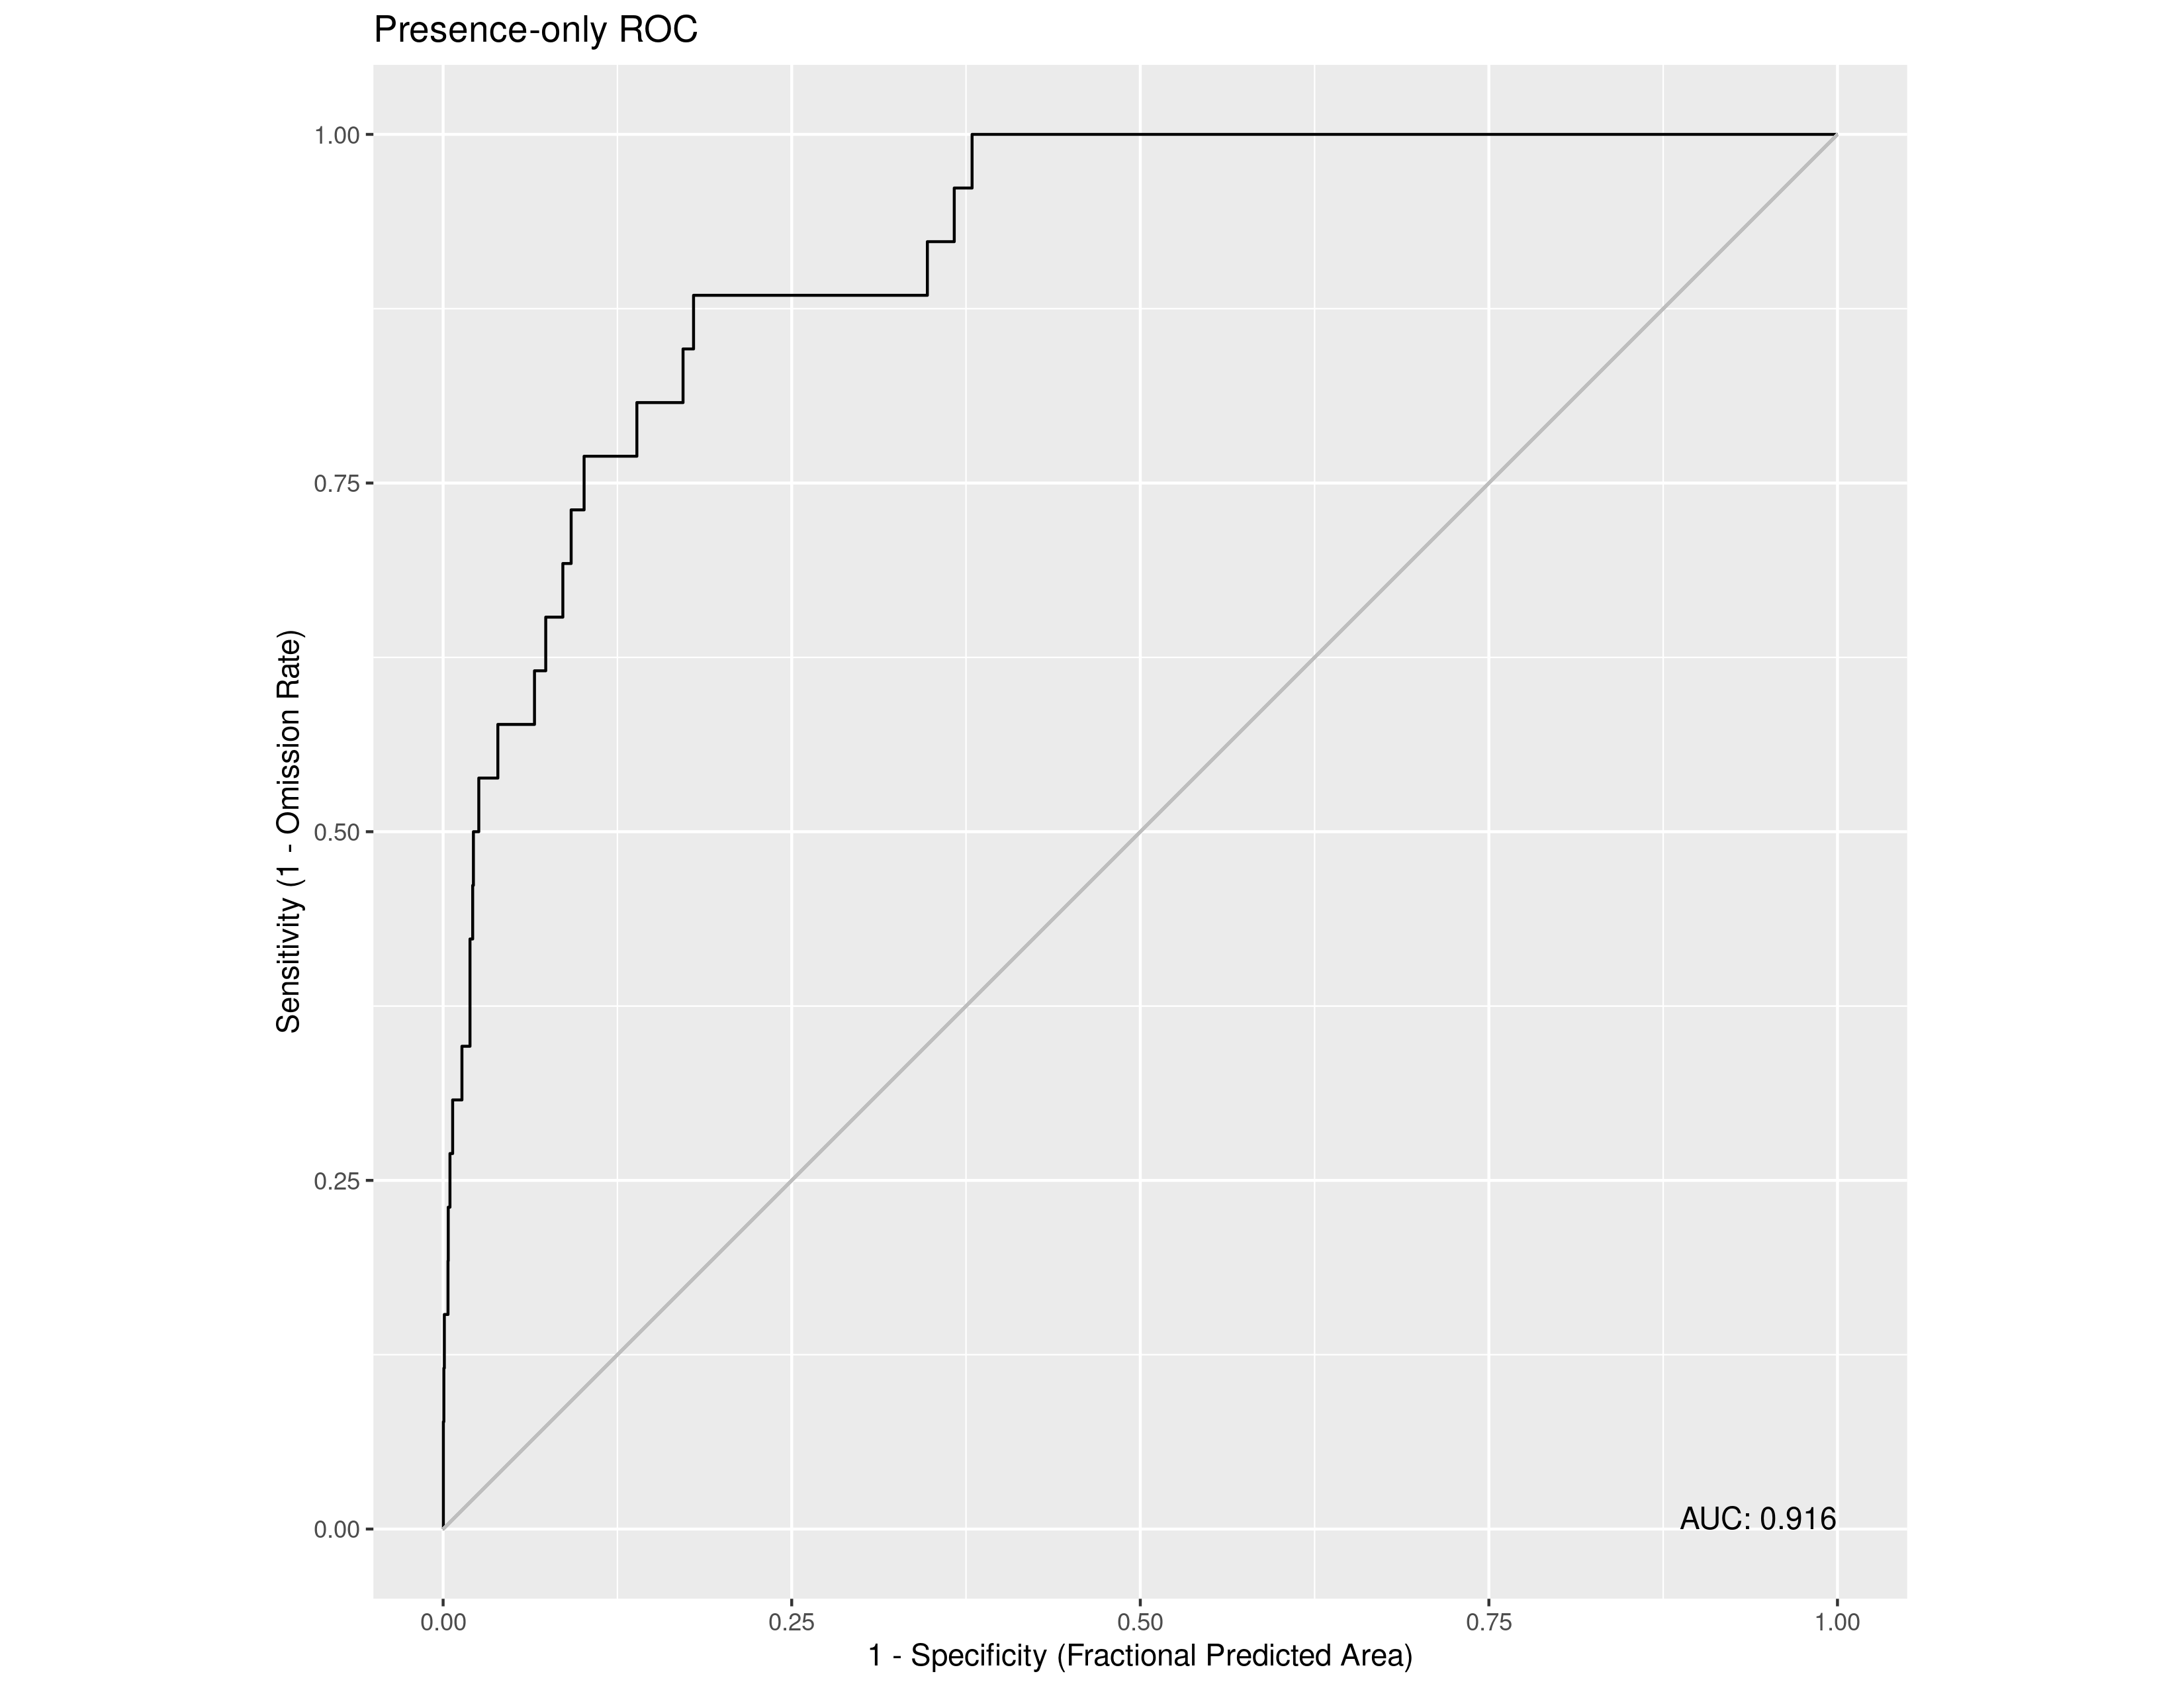 Presence-only ROC
Sensitivity (1 - Omission Rate)
1.00
0.75
0.50
0.25
0.00
AUC: 0.916
0.00 0.25 0.50 0.75 1.00
1 - Specificity (Fractional Predicted Area)